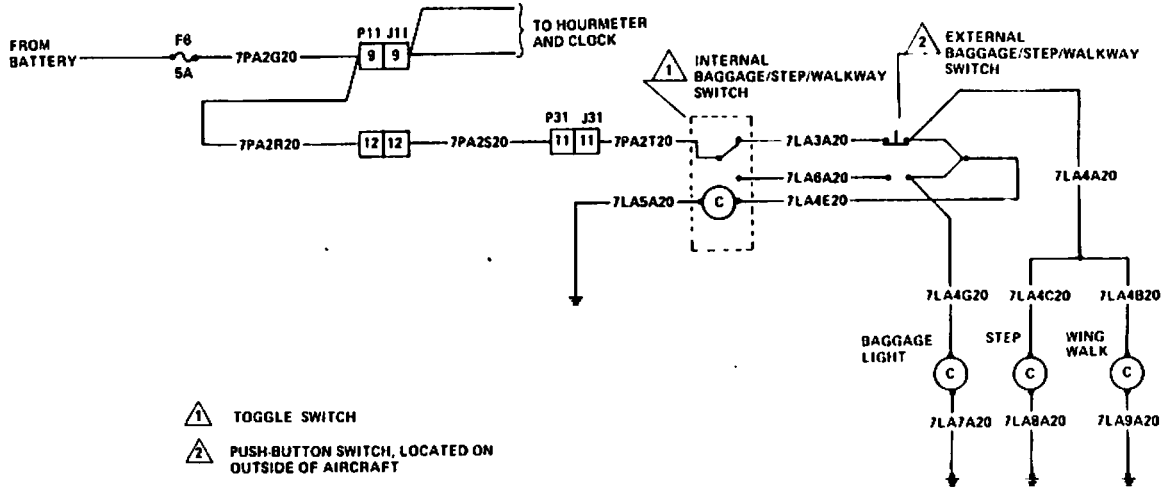 FROM
BATTERY
F6
5A
7PA2G20
P11 J11
9 9
TO HOURMETER
AND CLOCK
1
INTERNAL
BAGGAGE/STEP/WALKWAY
SWITCH
2
EXTERNAL
BAGGAGE/STEP/WALKWAY
SWITCH
7PA2R20
12 12
7PA2S20
P31 J31
11 11
7PA2T20
7LA3A20
7LA6A20
7LA4A20
7LA5A20
C
7LA4E20
7LA4G20
7LA4C20
7LA4B20
BAGGAGE
LIGHT
STEP
WING
WALK
C
C
C
7LA7A20
7LA8A20
7LA9A20
1 TOGGLE SWITCH
2 PUSH-BUTTON SWITCH, LOCATED ON
OUTSIDE OF AIRCRAFT